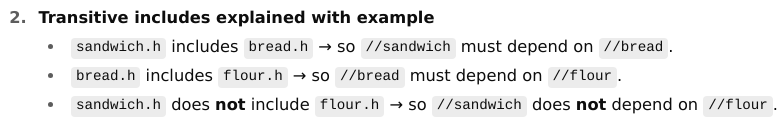 2. Transitive includes explained with example
• sandwich.h includes bread.h → so //sandwich must depend on //bread.
• bread.h includes flour.h → so //bread must depend on //flour.
• sandwich.h does not include flour.h → so //sandwich does not depend on //flour.